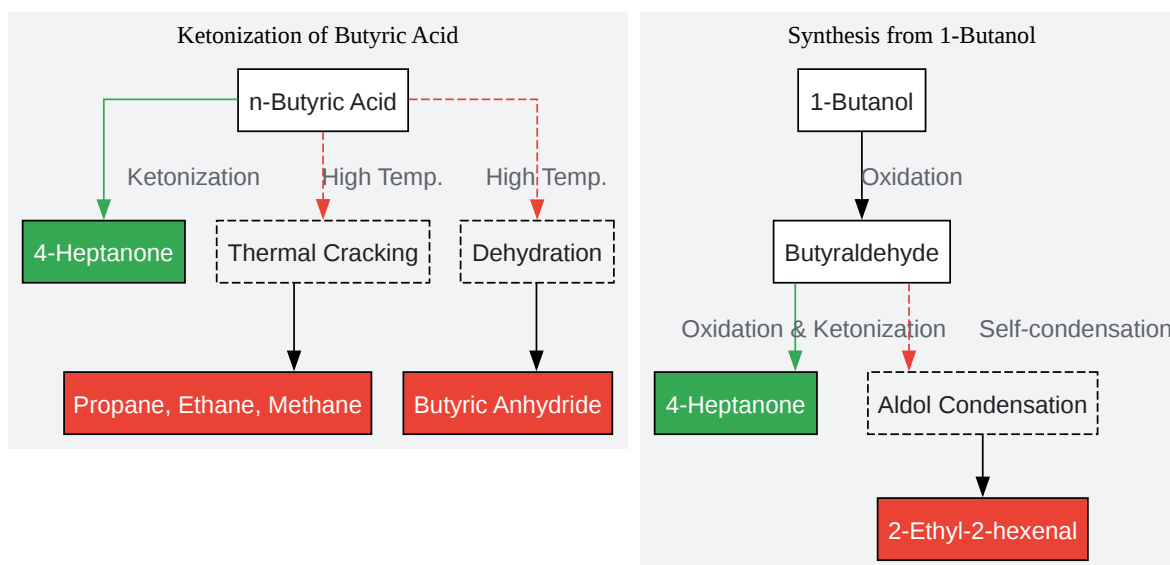 Ketonization of Butyric Acid
n-Butyric Acid
Ketonization
High Temp.
High Temp.
4-Heptanone
Thermal Cracking
Dehydration
Propane, Ethane, Methane
Butyric Anhydride
Synthesis from 1-Butanol
1-Butanol
Oxidation
Butyraldehyde
Oxidation & Ketonization
Self-condensation
4-Heptanone
Aldol Condensation
2-Ethyl-2-hexenal